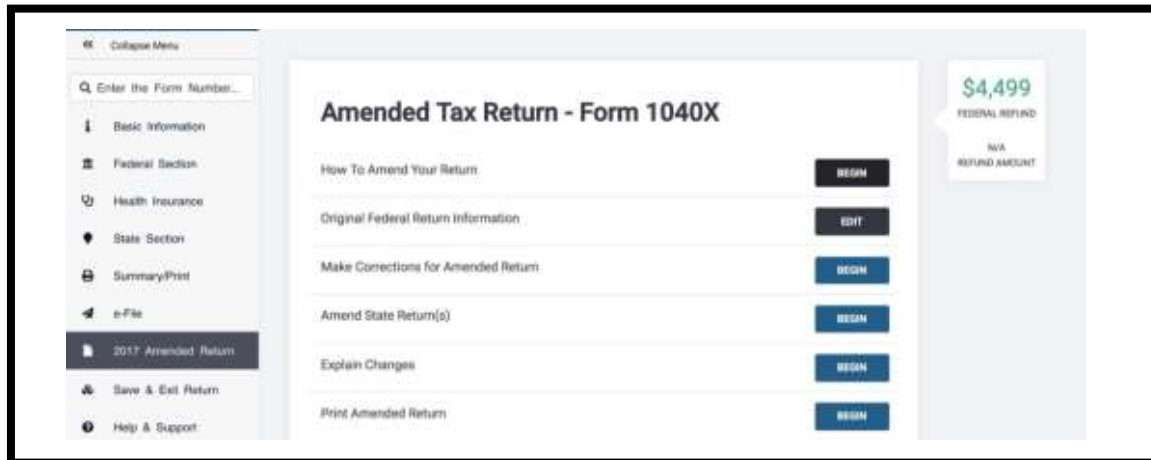 Collapse Menu
Enter the Form Number...
Basic Information
Federal Section
Health Insurance
State Section
Summary/Print
e-File
2017 Amended Return
Save & Exit Return
Help & Support
Amended Tax Return - Form 1040X
How To Amend Your Return BEGIN
Original Federal Return Information EDIT
Make Corrections for Amended Return BEGIN
Amend State Return(s) BEGIN
Explain Changes BEGIN
Print Amended Return BEGIN
$4,499
FEDERAL REFUND
N/A
REFUND AMOUNT